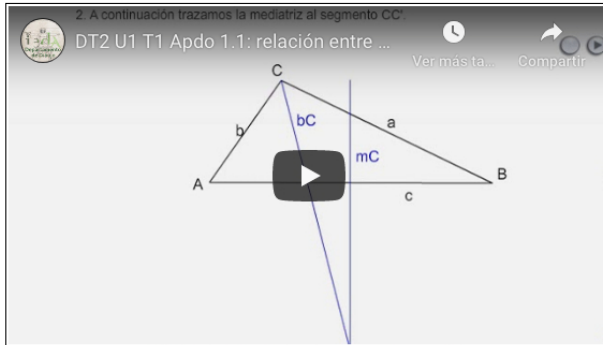 2. A continuación trazamos la mediatriz al segmento CC'.
DT2 U1 T1 Apdo 1.1: relación entre ...
Ver más ta... Compartir
C
b bC a
mC
A B
c